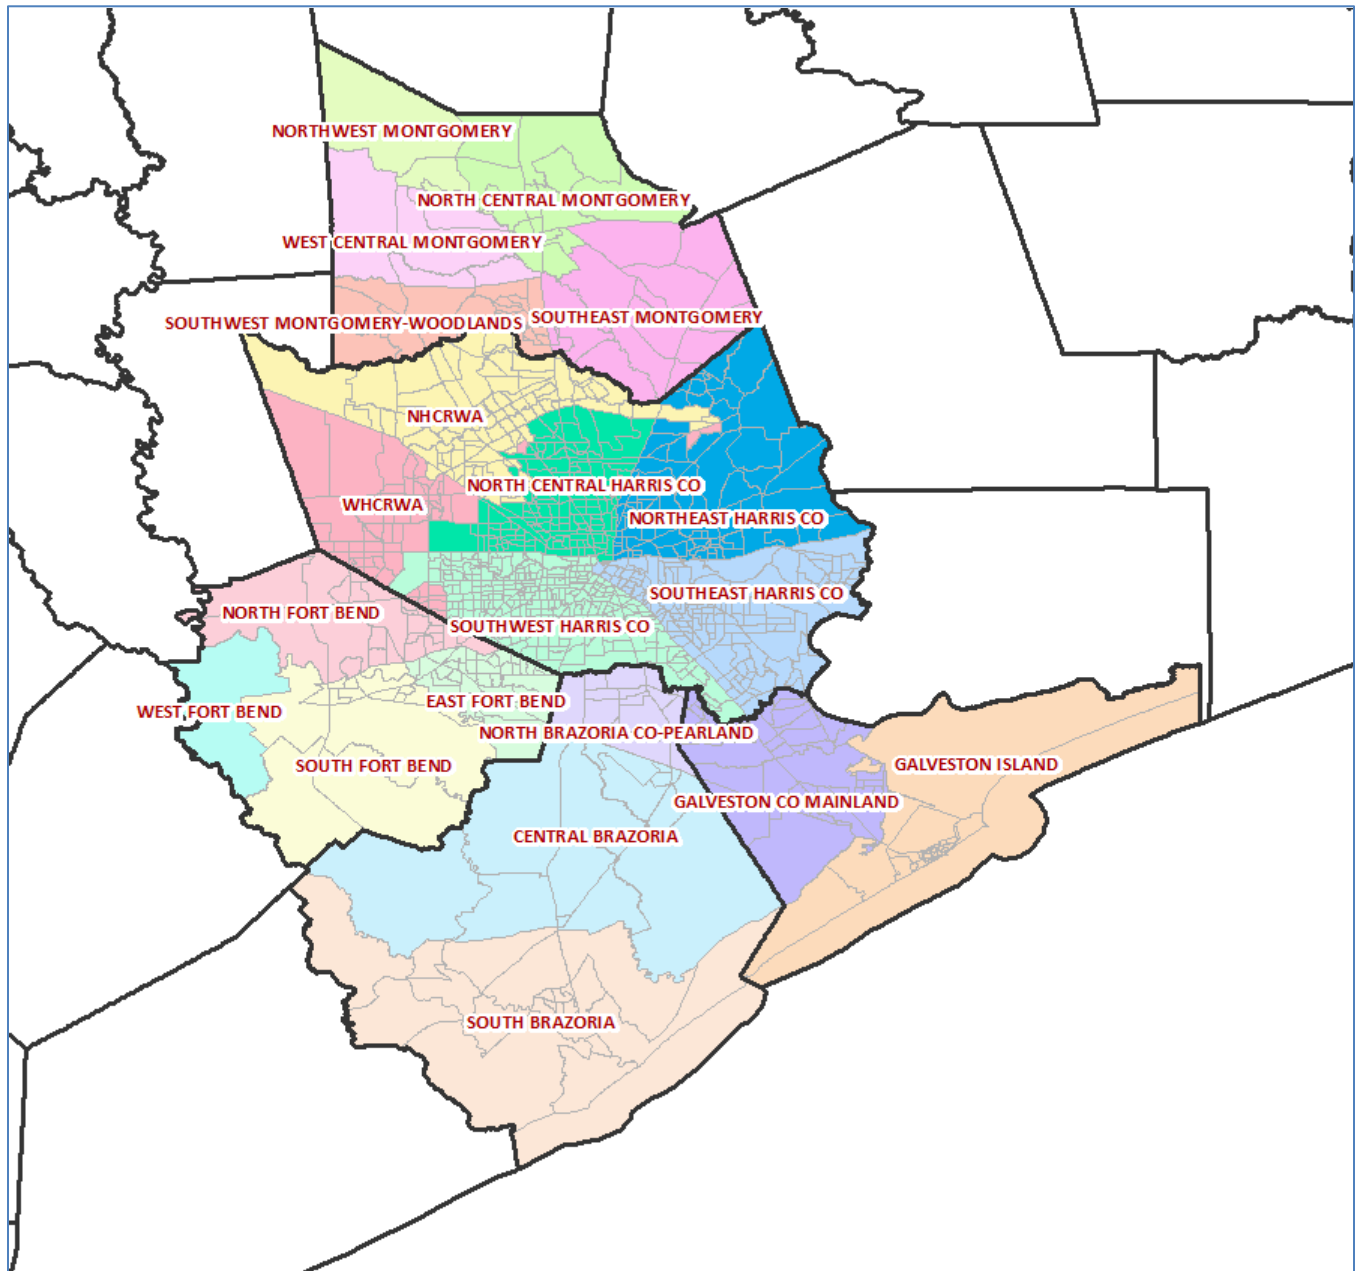 NORTHWEST MONTGOMERY
NORTH CENTRAL MONTGOMERY
WEST CENTRAL MONTGOMERY
SOUTHWEST MONTGOMERY-WOODLANDS
SOUTHEAST MONTGOMERY
NHCRWA
NORTH CENTRAL HARRIS CO
WHCRWA
NORTHEAST HARRIS CO
SOUTHEAST HARRIS CO
NORTH FORT BEND
SOUTHWEST HARRIS CO
EAST FORT BEND
WEST FORT BEND
NORTH BRAZORIA CO-PEARLAND
SOUTH FORT BEND
GALVESTON ISLAND
GALVESTON CO MAINLAND
CENTRAL BRAZORIA
SOUTH BRAZORIA